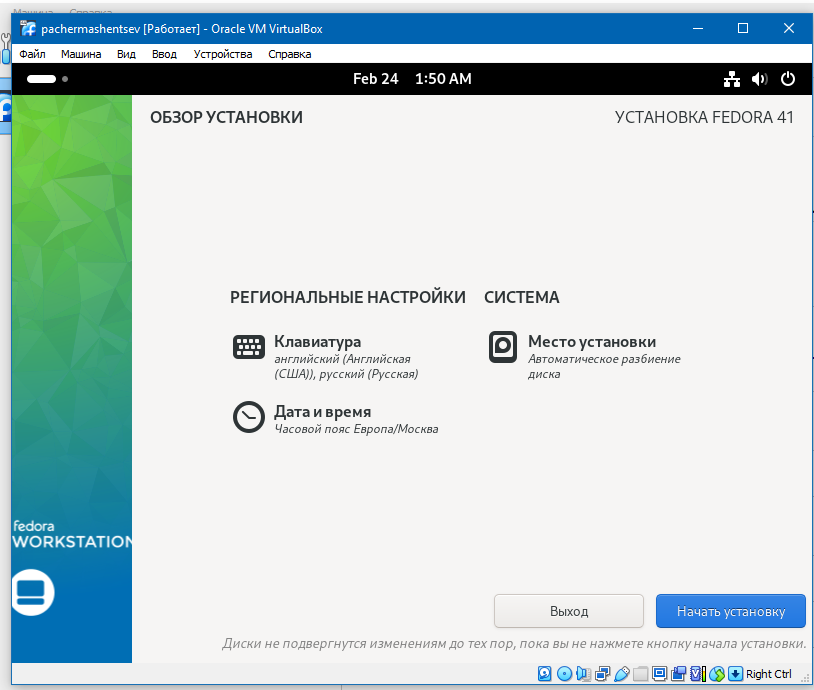 Машина Справка
pachermashentsev [Работает] - Oracle VM VirtualBox
Файл Машина Вид Ввод Устройства Справка
Feb 24 1:50 AM
ОБЗОР УСТАНОВКИ
УСТАНОВКА FEDORA 41
РЕГИОНАЛЬНЫЕ НАСТРОЙКИ
СИСТЕМА
Клавиатура
английский (Английская
(США)), русский (Русская)
Место установки
Автоматическое разбиение
диска
Дата и время
Часовой пояс Европа/Москва
fedora
WORKSTATION
Выход
Начать установку
Диски не подвергнутся изменениям до тех пор, пока вы не нажмете кнопку начала установки.
Right Ctrl